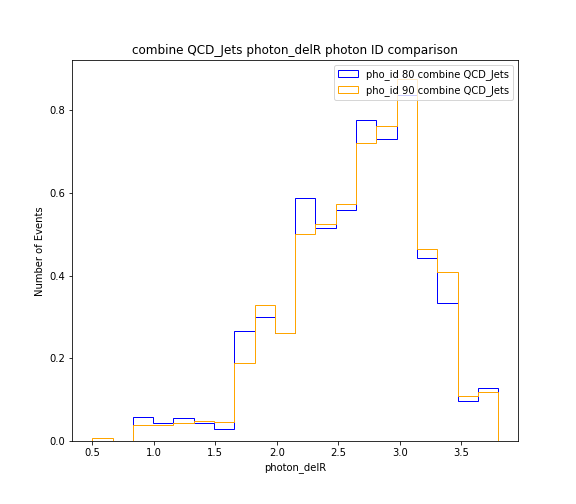 combine QCD_Jets photon_delR photon ID comparison
pho_id 80 combine QCD_Jets
pho_id 90 combine QCD_Jets
Number of Events
0.8
0.6
0.4
0.2
0.0
0.5 1.0 1.5 2.0 2.5 3.0 3.5
photon_delR